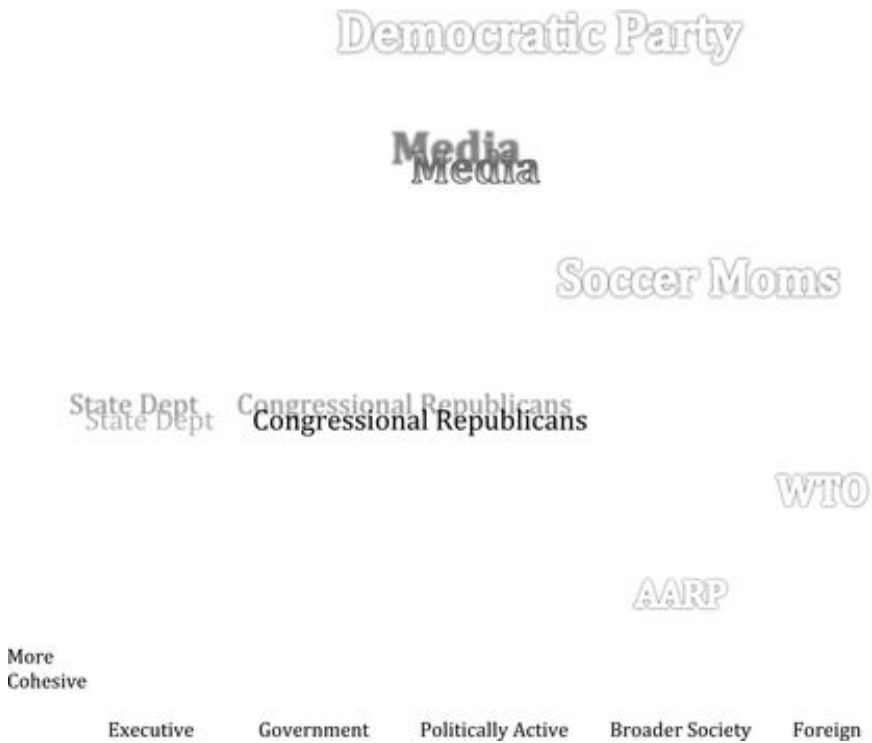 Democratic Party
Media
Media
Soccer Moms
State Dept Congressional Republicans
State Dept Congressional Republicans
WTO
AARP
More
Cohesive
Executive Government Politically Active Broader Society Foreign